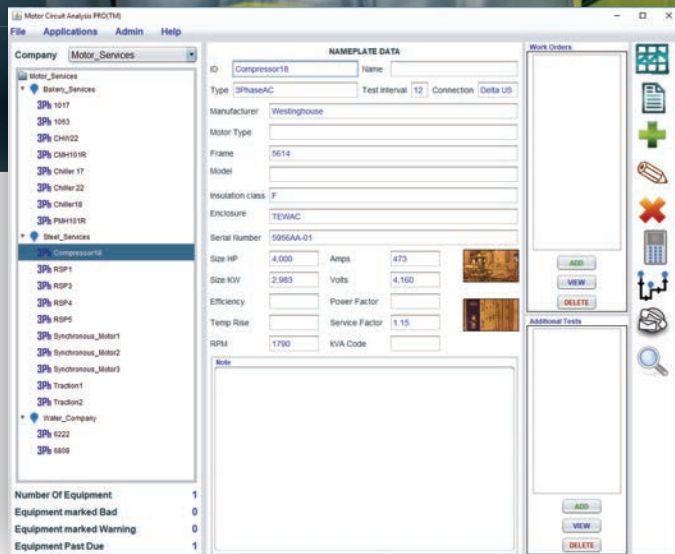 Motor Circuit Analysis PRO(TM)
File Applications Admin Help
Company Motor_Services
Motor_Services
Bakery_Services
3Ph 1017
3Ph 1063
3Ph CHW22
3Ph CMH101R
3Ph Chiller 17
3Ph Chiller 22
3Ph Chiller18
3Ph PMH101R
Steel_Services
3Ph Compressor18
3Ph RSP1
3Ph RSP3
3Ph RSP4
3Ph RSP5
3Ph Synchronous_Motor1
3Ph Synchronous_Motor2
3Ph Synchronous_Motor3
3Ph Traction1
3Ph Traction2
Water_Company
3Ph 6222
3Ph 6809
Number Of Equipment 1
Equipment marked Bad 0
Equipment marked Warning 0
Equipment Past Due 1
NAMEPLATE DATA
ID Compressor18 Name
Type 3PhaseAC Test Interval 12 Connection Delta US
Manufacturer Westinghouse
Motor Type
Frame 5614
Model
Insulation class F
Enclosure TEWAC
Serial Number 5956AA-01
Size HP 4,000 Amps 473
Size KW 2,983 Volts 4,160
Efficiency Power Factor
Temp Rise Service Factor 1.15
RPM 1790 kVA Code
Note
Work Orders
ADD
VIEW
DELETE
Additional Tests
ADD
VIEW
DELETE